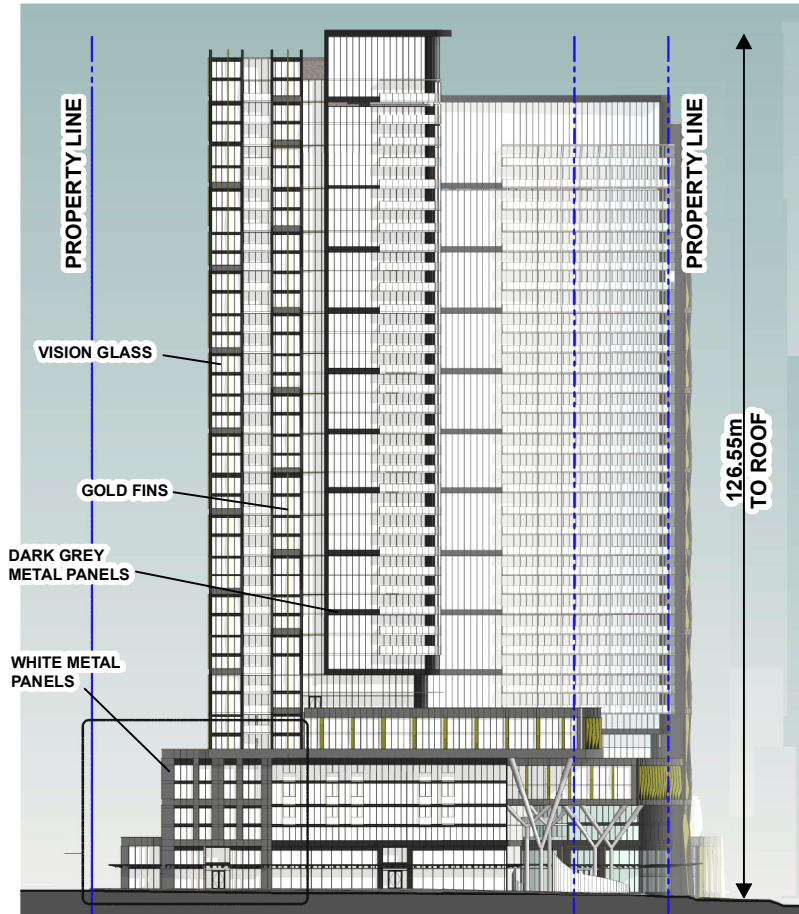 PROPERTY LINE
PROPERTY LINE
VISION GLASS
126.55m
TO ROOF
GOLD FINS
DARK GREY
METAL PANELS
WHITE METAL
PANELS